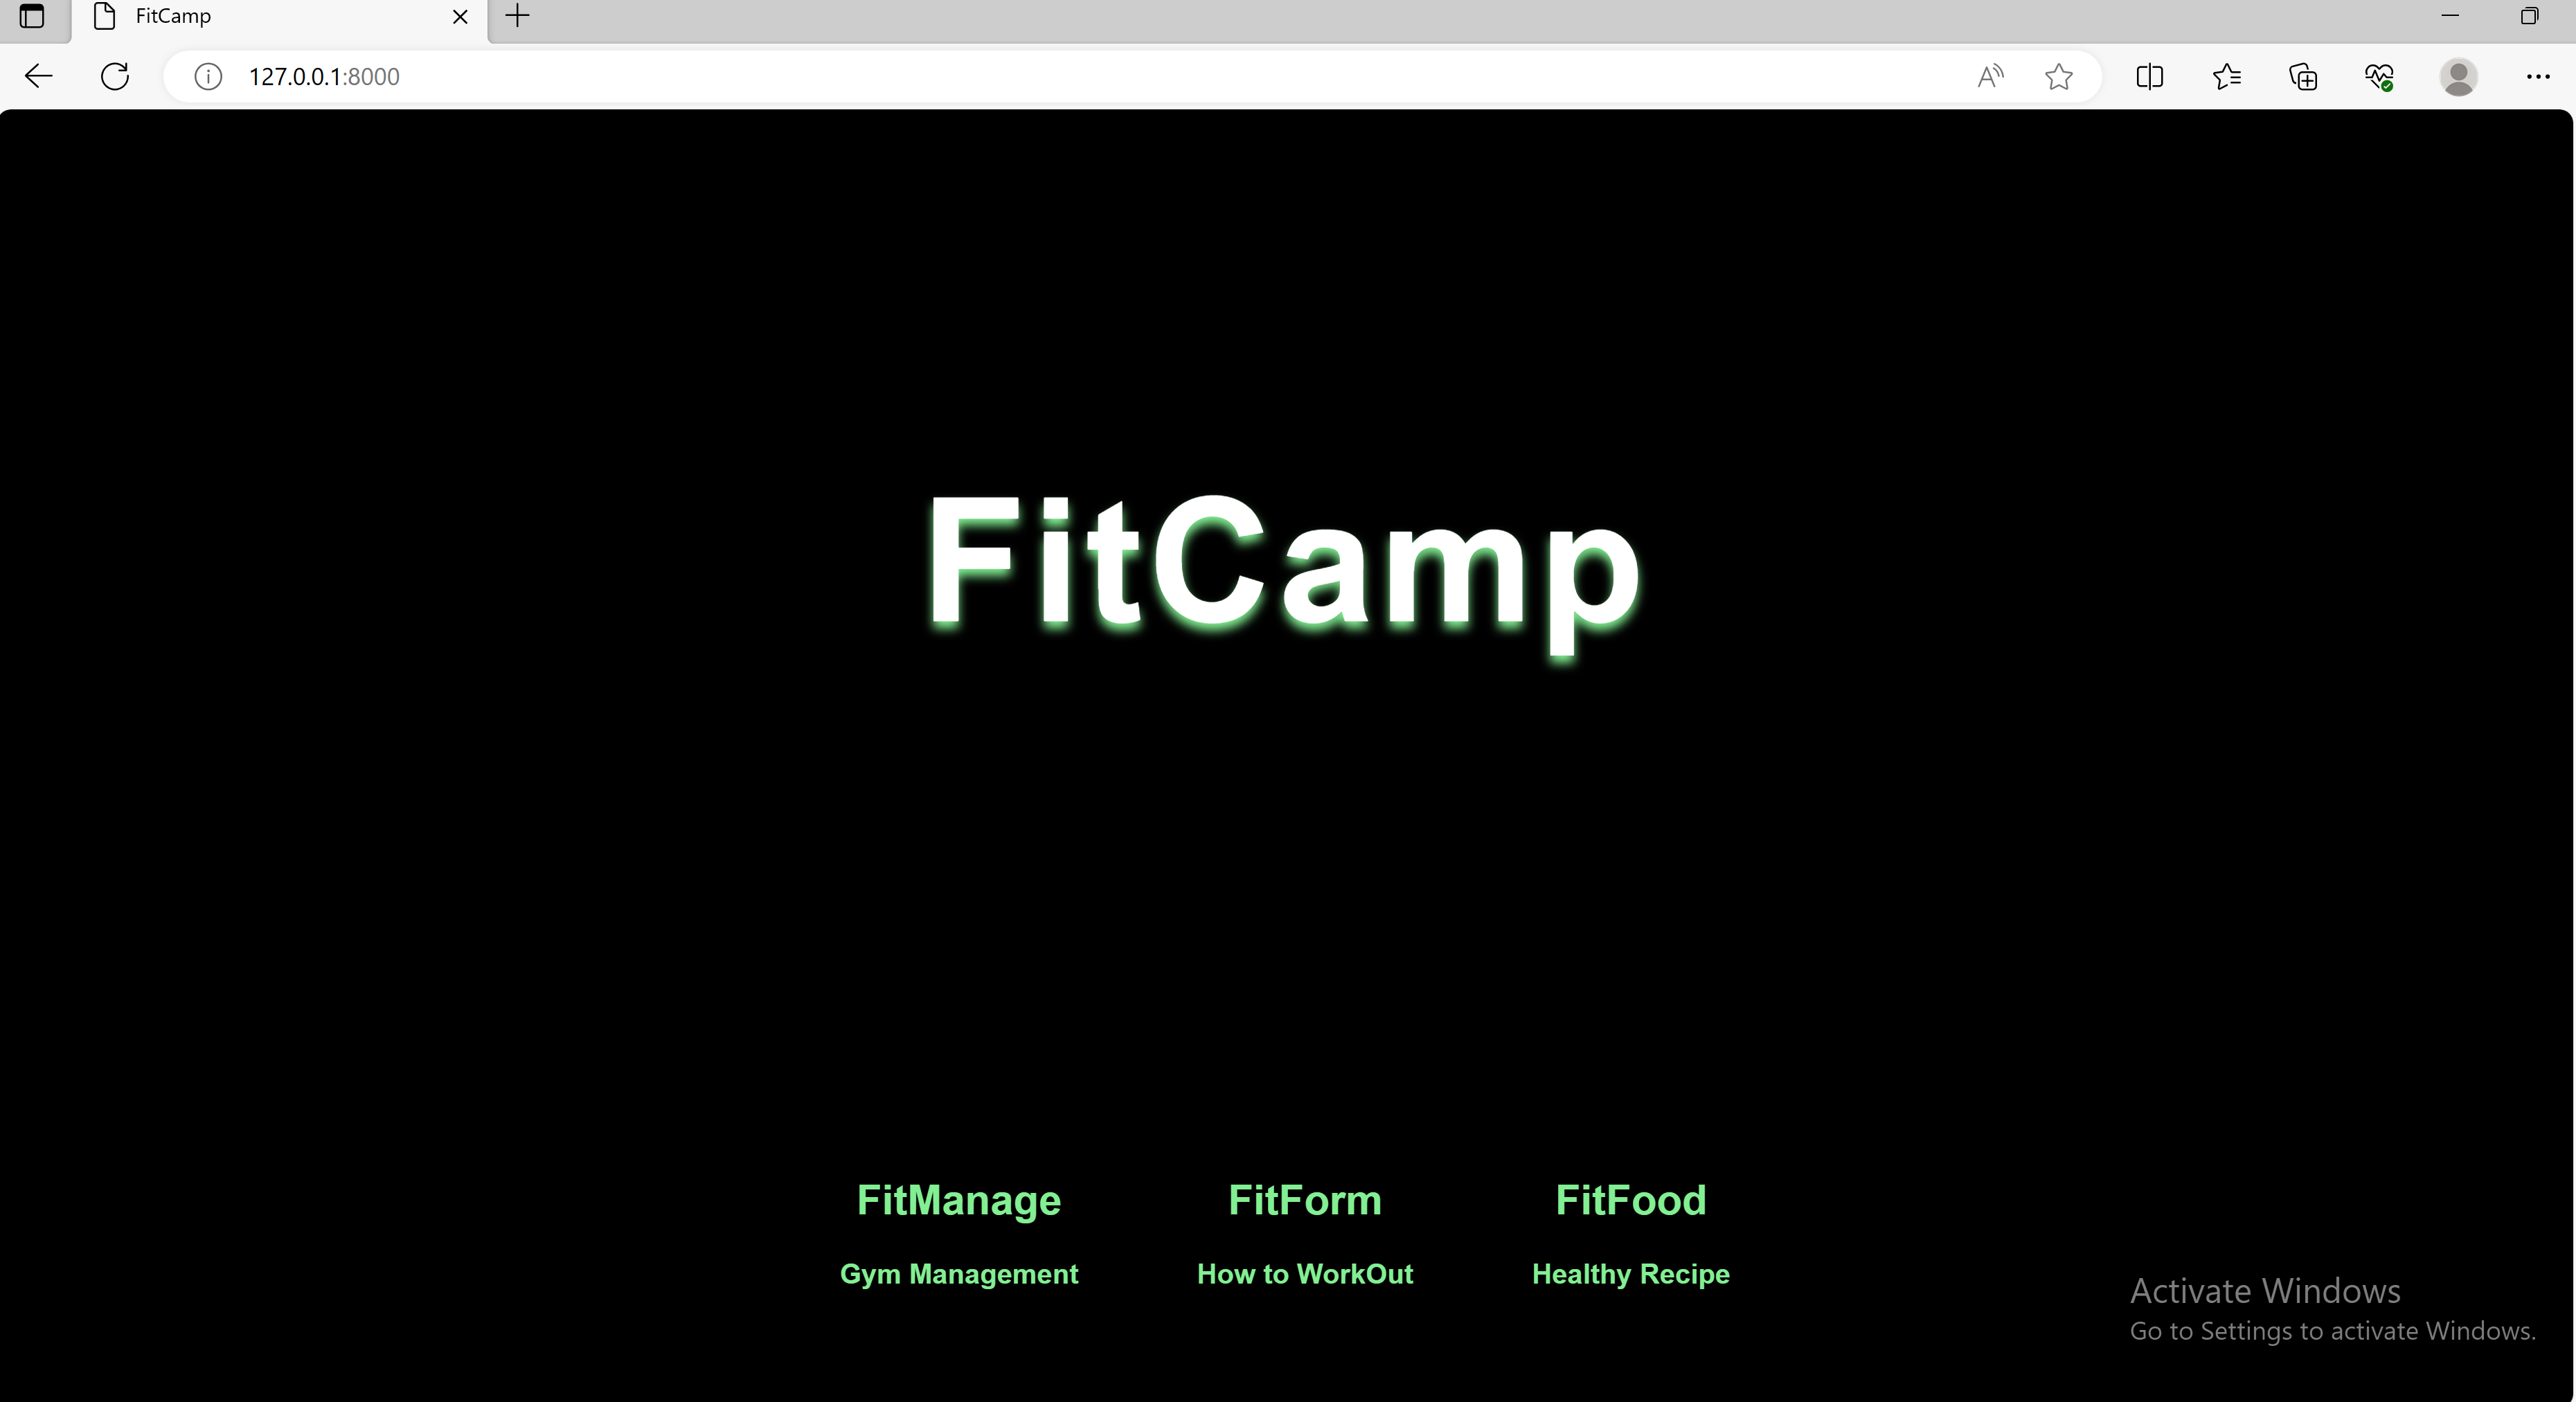 FitCamp
127.0.0.1:8000
FitCamp
FitManage FitForm FitFood
Gym Management How to WorkOut Healthy Recipe
Activate Windows
Go to Settings to activate Windows.